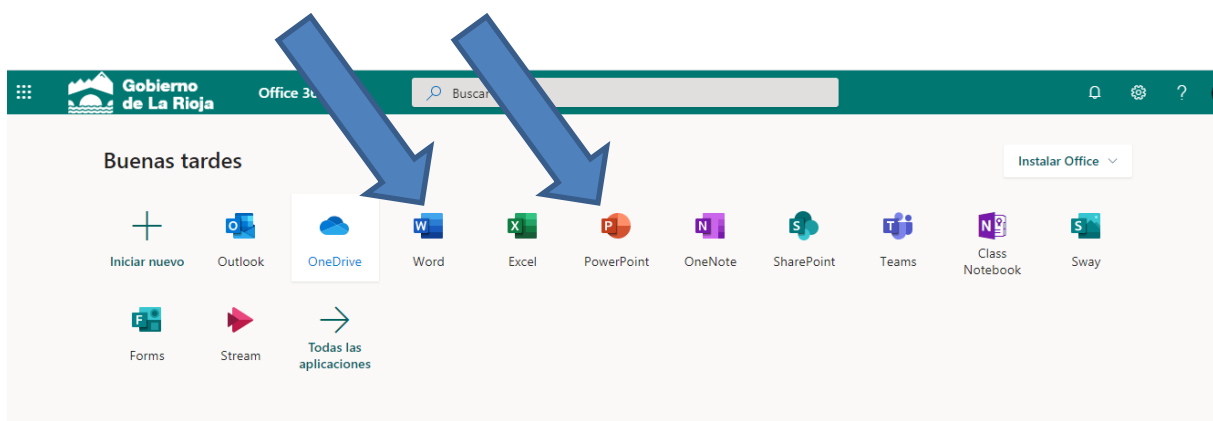 Gobierno
de La Rioja
Office 3
Buscar
Buenas tardes
Instalar Office
Iniciar nuevo
Outlook
OneDrive
Word
Excel
PowerPoint
OneNote
SharePoint
Teams
Class
Notebook
Sway
Forms
Stream
Todas las
aplicaciones